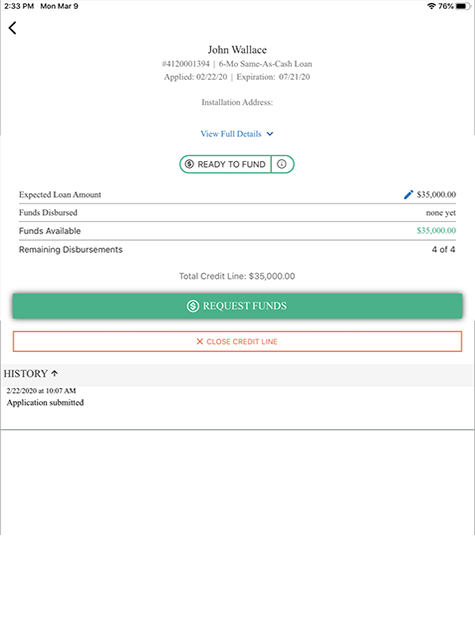 2:33 PM Mon Mar 9 76%
John Wallace
#4120001394 | 6-Mo Same-As-Cash Loan
Applied: 02/22/20 | Expiration: 07/21/20
Installation Address:
View Full Details
READY TO FUND
Expected Loan Amount $35,000.00
Funds Disbursed none yet
Funds Available $35,000.00
Remaining Disbursements 4 of 4
Total Credit Line: $35,000.00
REQUEST FUNDS
CLOSE CREDIT LINE
HISTORY
2/22/2020 at 10:07 AM
Application submitted